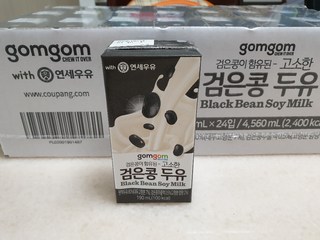 gomgom
CHEW IT OVER
with 연세우유
www.coupang.com
gomgom
검은콩이 함유된~ 고소한
검은콩 두유
Black Bean Soy Milk
mL × 24입 / 4,560 mL (2,400 kc
gomgom
검은콩이 함유된~ 고소한
검은콩 두유
Black Bean Soy Milk
190 mL
with 연세우유